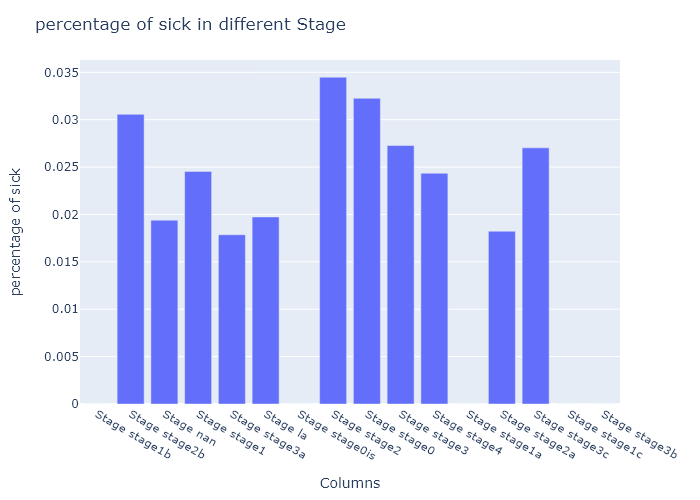 percentage of sick in different Stage
0.035
0.03
0.025
0.02
0.015
0.01
0.005
0
percentage of sick
Stage stage1b
Stage stage2b
Stage nan
Stage stage1
Stage stage3a
Stage la
Stage stage0is
Stage stage2
Stage stage0
Stage stage3
Stage stage4
Stage stage1a
Stage stage2a
Stage stage3c
Stage stage1c
Stage stage3b
Columns